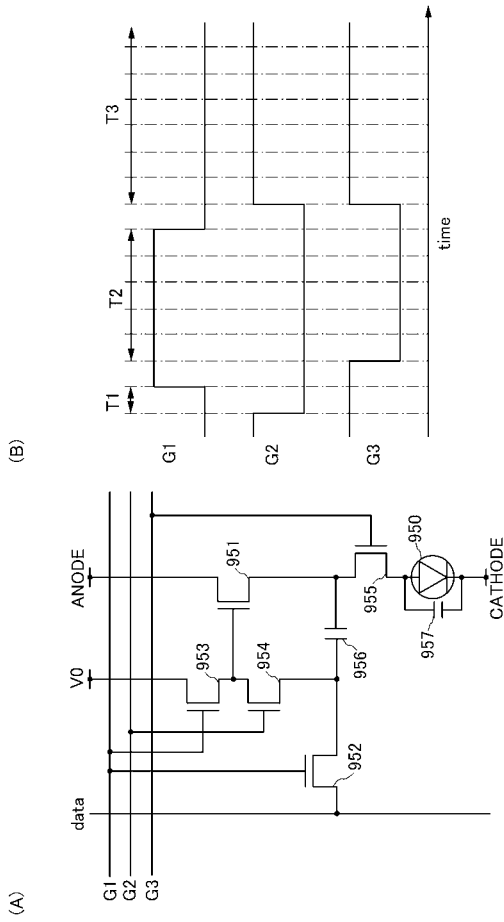 (A)
data
V0
ANODE
G1
G2
G3
953
951
954
956
952
955
950
957
CATHODE
(B)
T1
T2
T3
G1
G2
G3
time